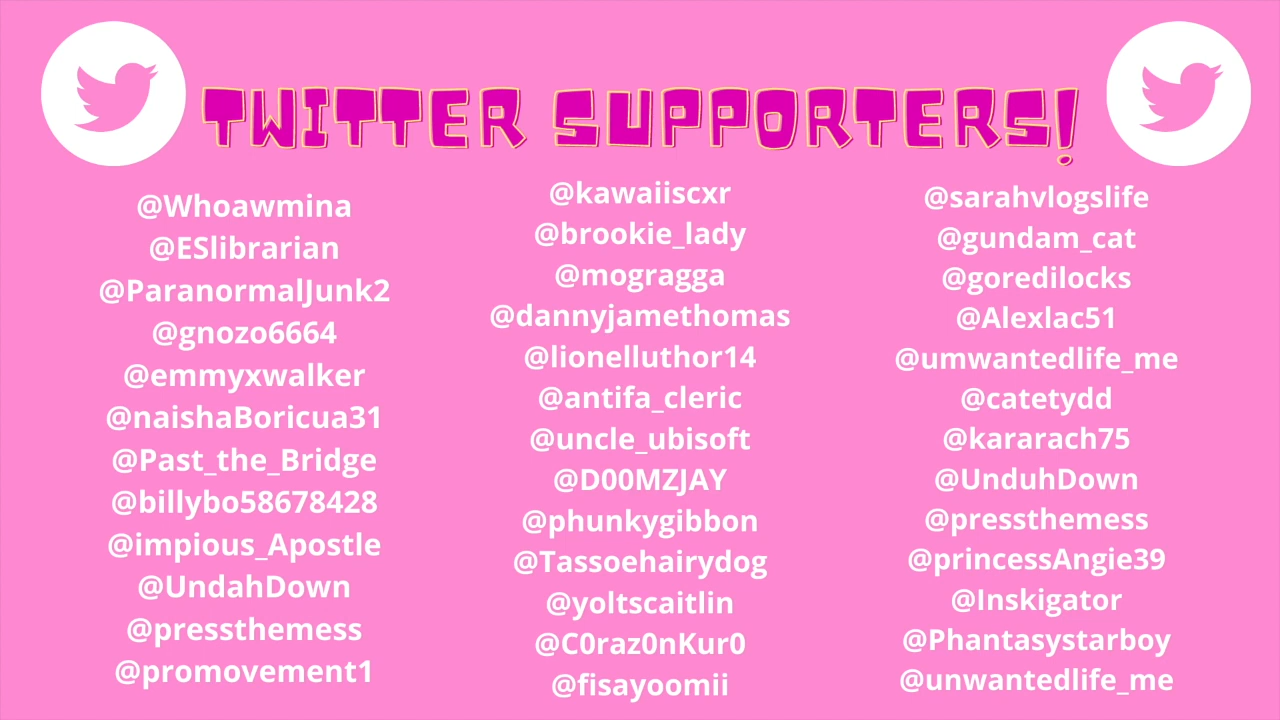 TWITTER SUPPORTERS!
@Whoawmina
@ESlibrarian
@ParanormalJunk2
@gnozo6664
@emmyxwalker
@naishaBoricua31
@Past_the_Bridge
@billybo58678428
@impious_Apostle
@UndahDown
@pressthemess
@promovement1
@kawaiiscxr
@brookie_lady
@mogragga
@dannyjamethomas
@lionelluthor14
@antifa_cleric
@uncle_ubisoft
@D00MZJAY
@phunkygibbon
@Tassoehairydog
@yoltscaitlin
@C0raz0nKur0
@fisayoomii
@sarahvlogslife
@gundam_cat
@goredilocks
@Alexlac51
@umwantedlife_me
@catetydd
@kararach75
@UnduhDown
@pressthemess
@princessAngie39
@Inskigator
@Phantasystarboy
@unwantedlife_me